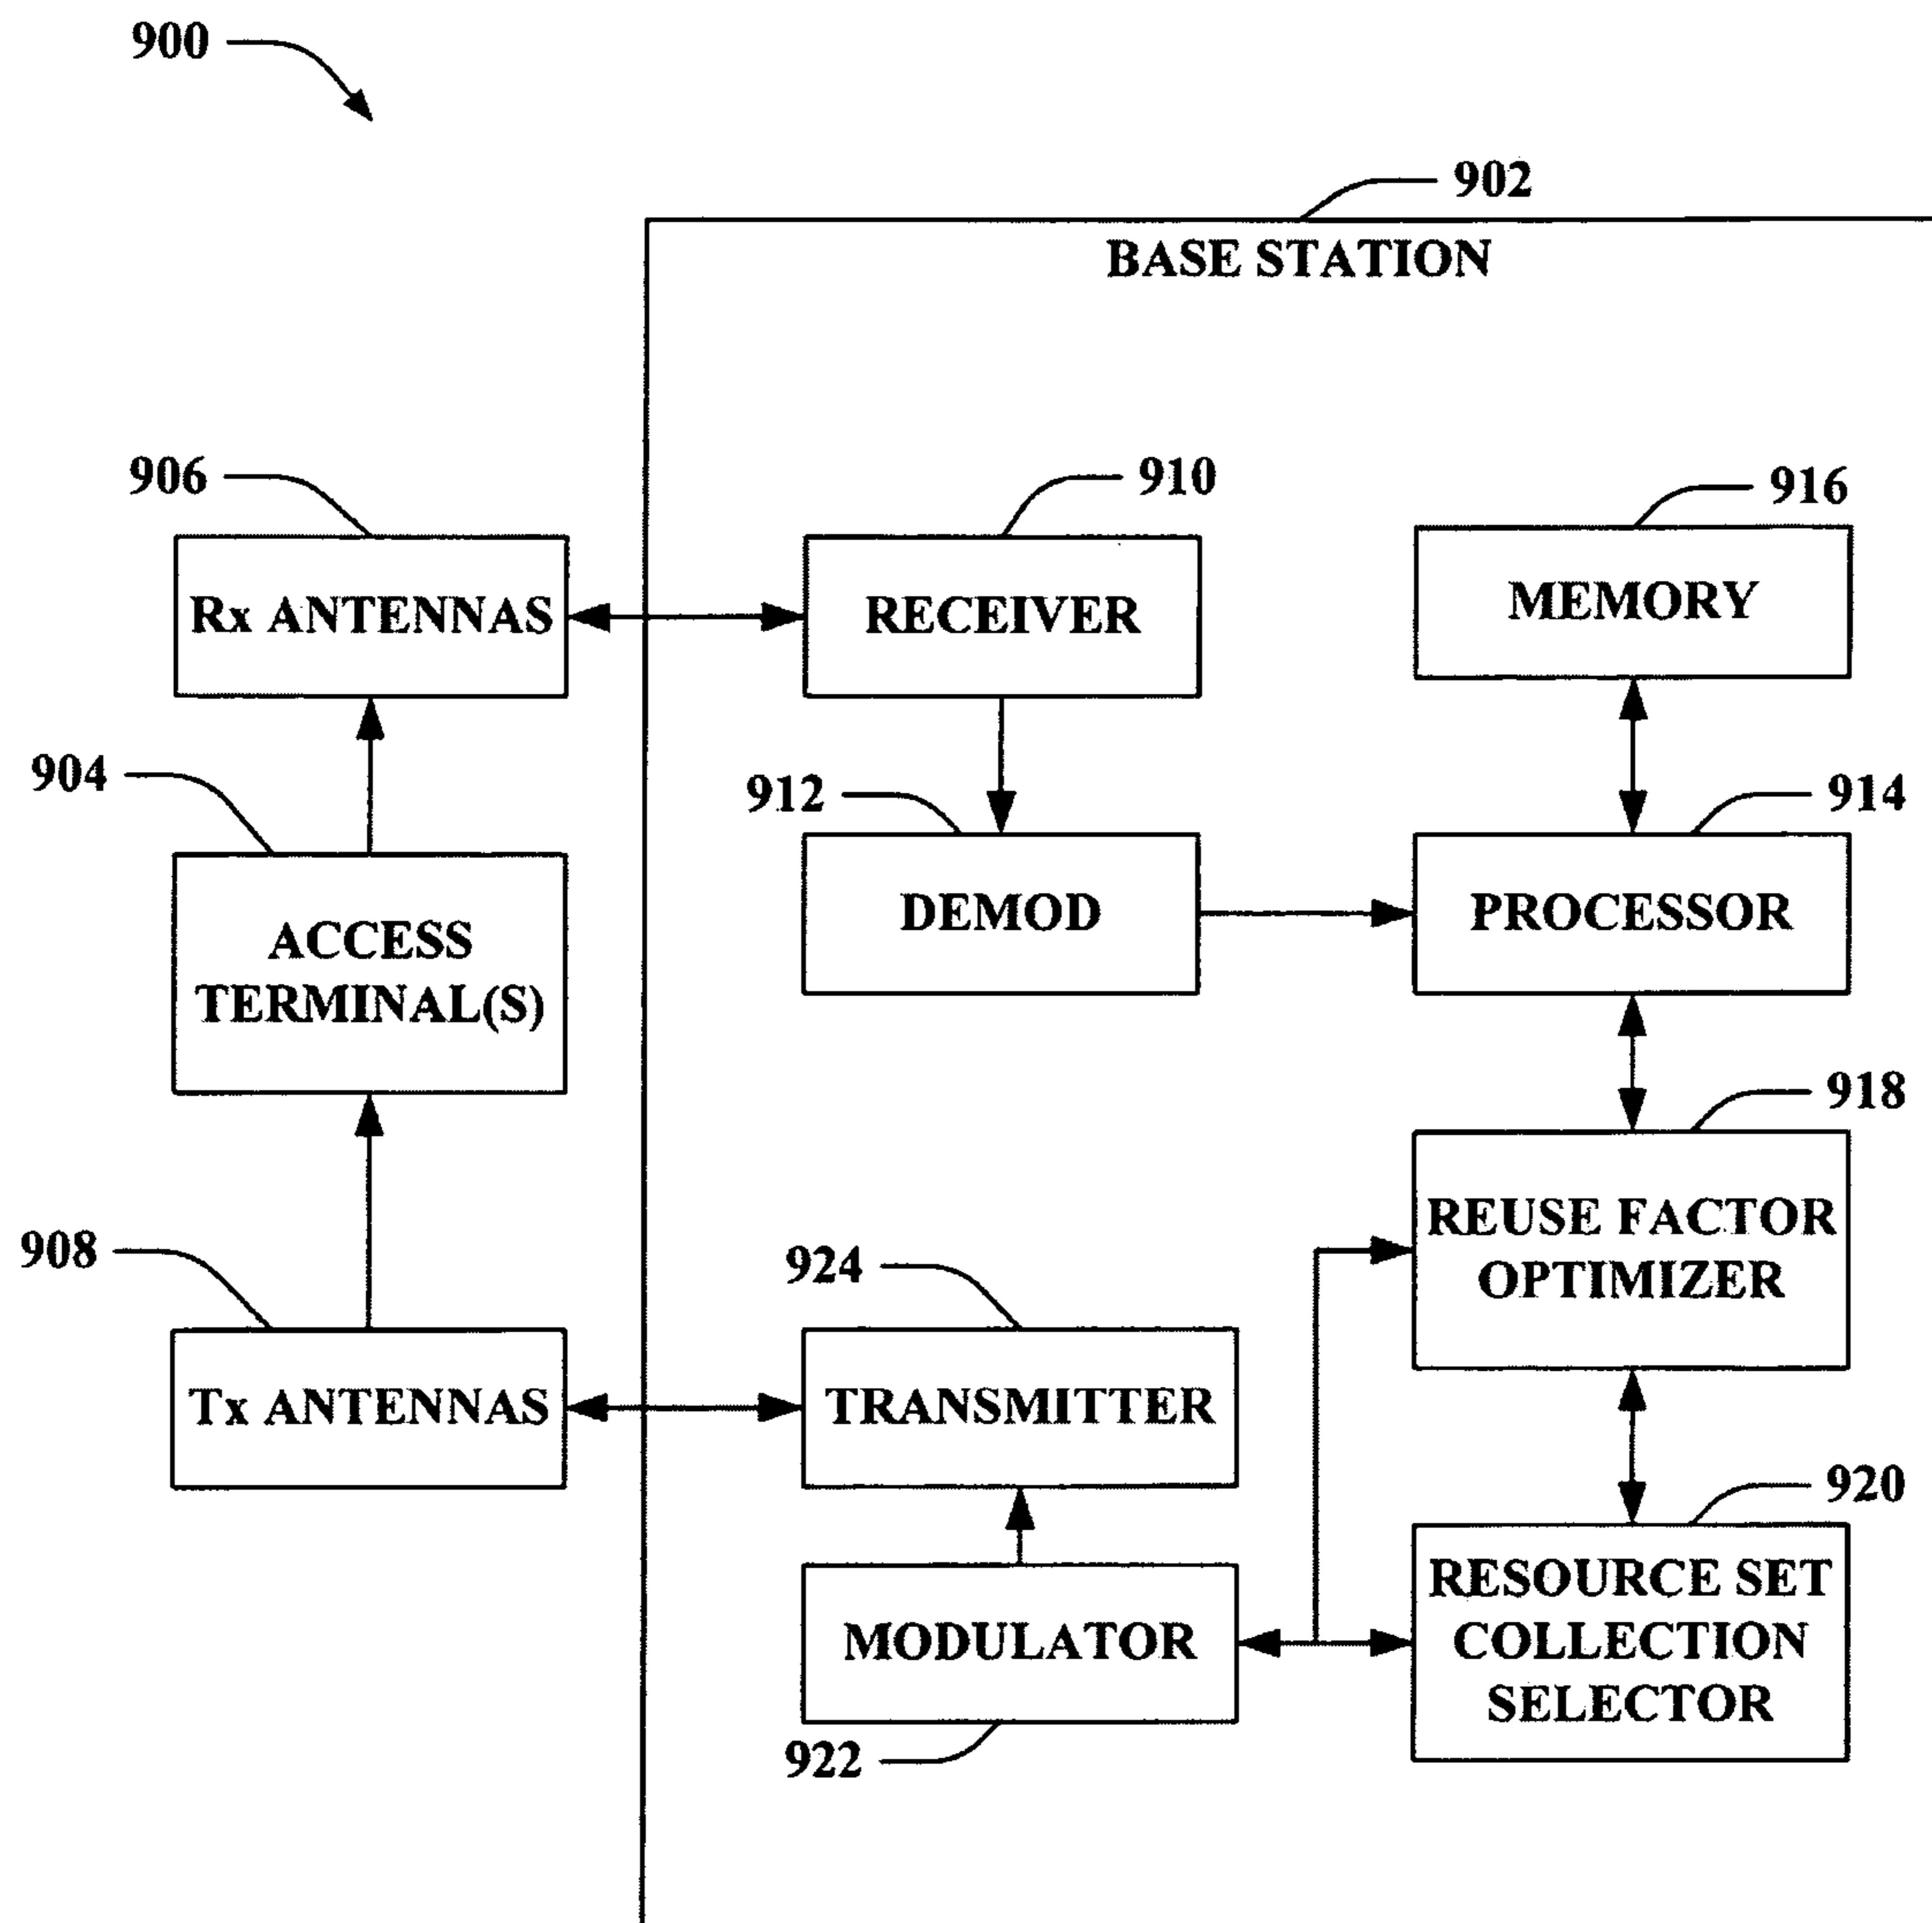 900
902
BASE STATION
906
910
916
Rx ANTENNAS
RECEIVER
MEMORY
904
912
914
ACCESS
TERMINAL(S)
DEMOD
PROCESSOR
918
908
924
REUSE FACTOR
OPTIMIZER
Tx ANTENNAS
TRANSMITTER
920
MODULATOR
RESOURCE SET
COLLECTION
SELECTOR
922